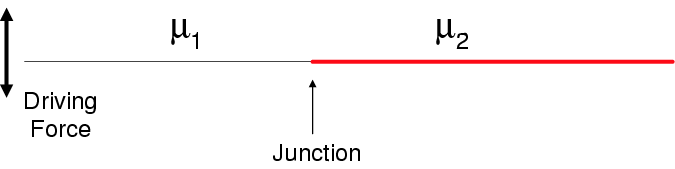 μ1 μ2
Driving
Force
Junction